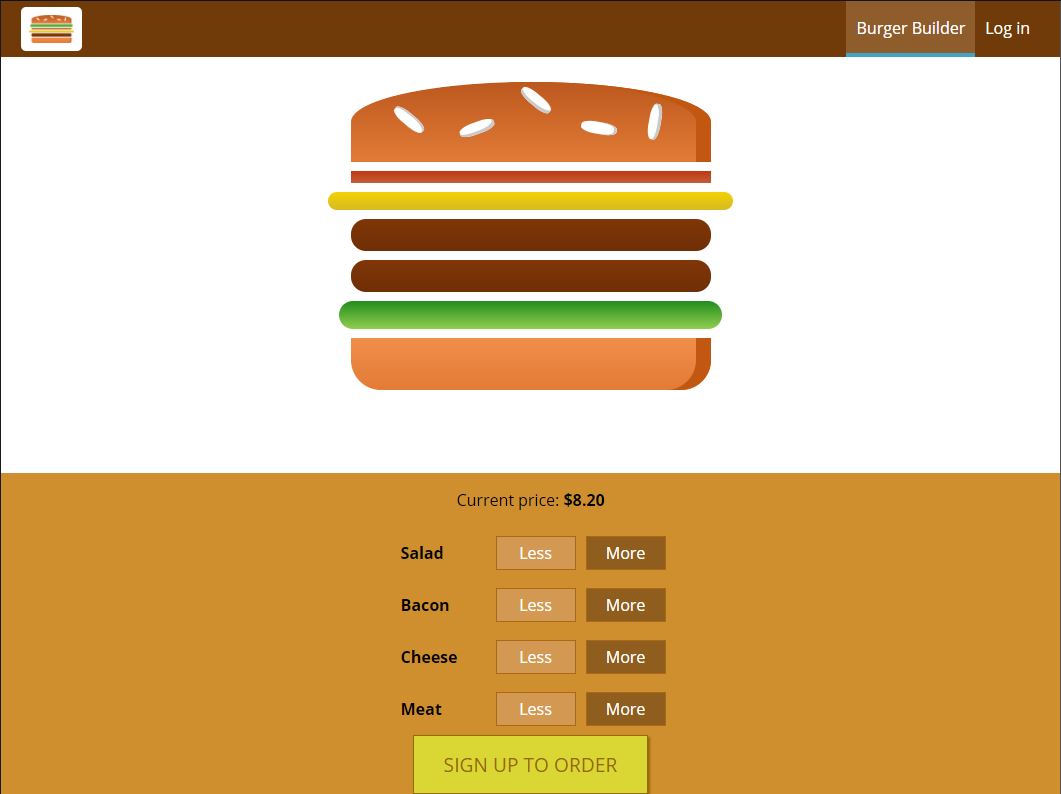 Burger Builder Log in
Current price: $8.20
Salad Less More
Bacon Less More
Cheese Less More
Meat Less More
SIGN UP TO ORDER